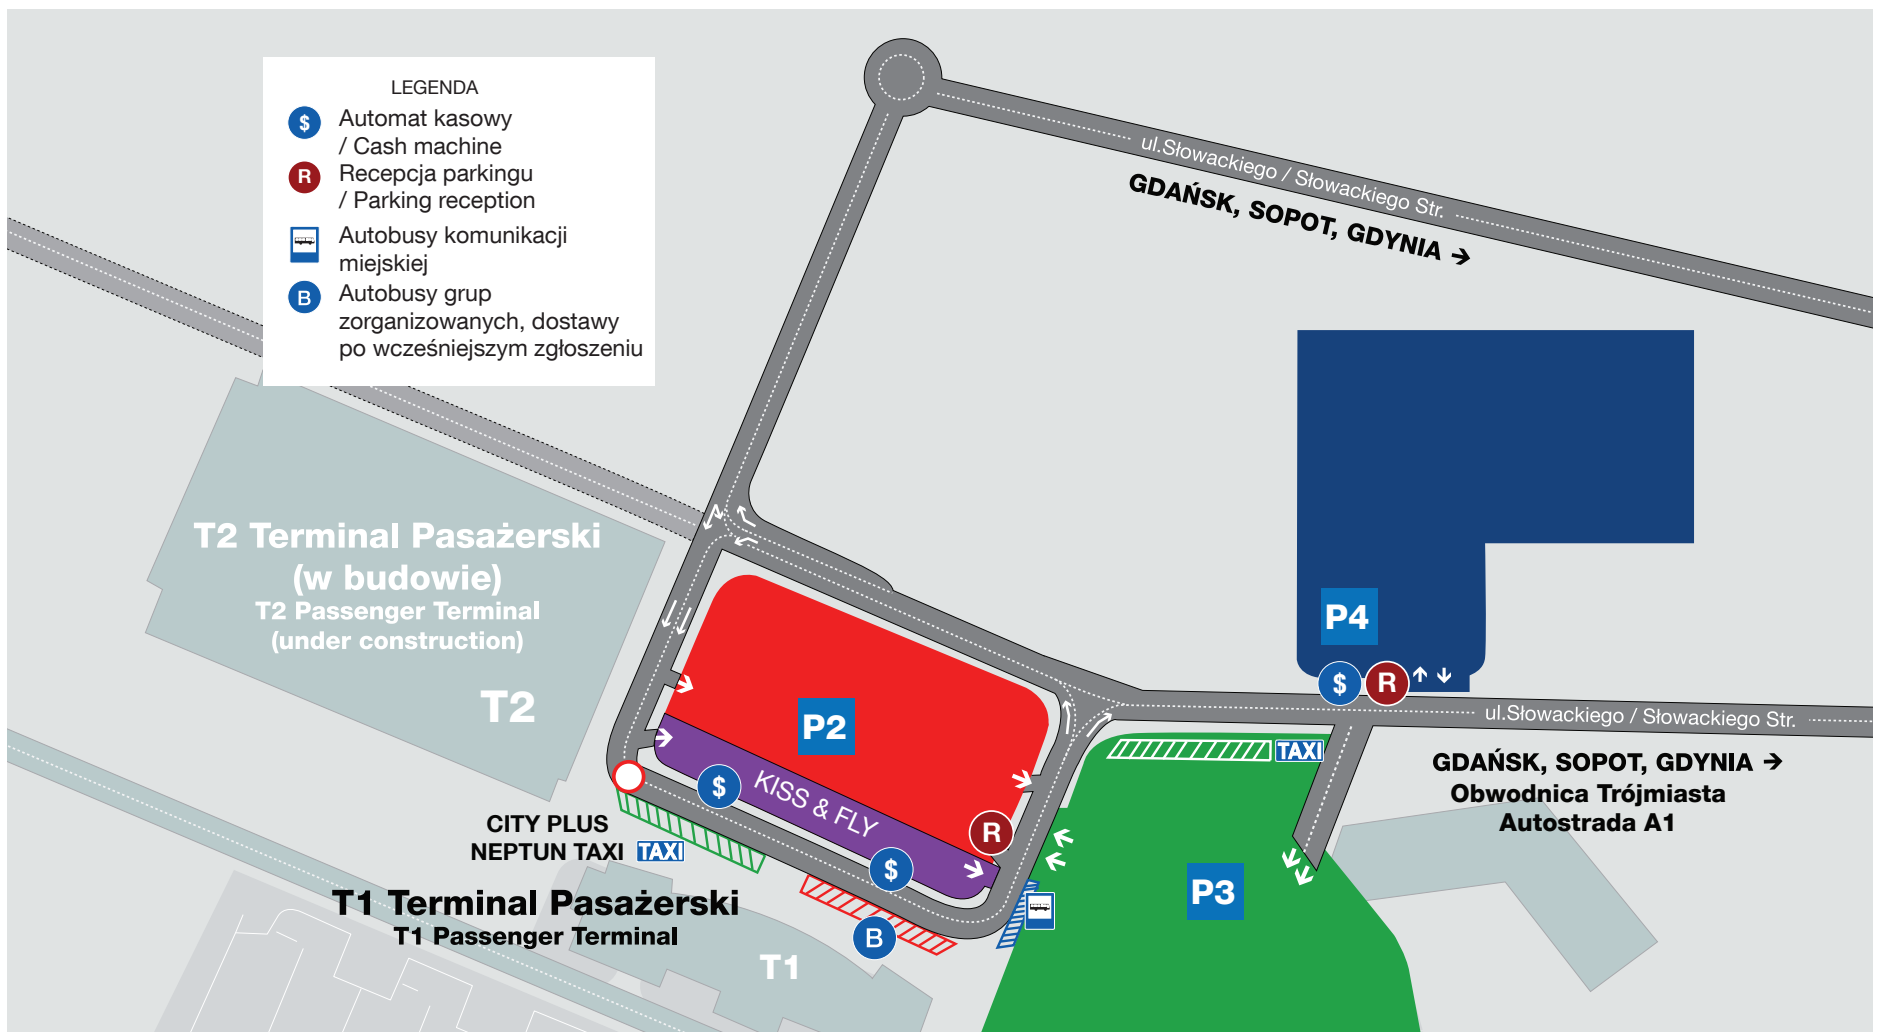 LEGENDA
$
Automat kasowy
/ Cash machine
R
Recepcja parkingu
/ Parking reception
Autobusy komunikacji
miejskiej
B
Autobusy grup
zorganizowanych, dostawy
po wcześniejszym zgłoszeniu
ul.Słowackiego / Słowackiego Str.
GDAŃSK, SOPOT, GDYNIA →
T2 Terminal Pasażerski
(w budowie)
T2 Passenger Terminal
(under construction)
T2
P4
$ R
P2
ul.Słowackiego / Słowackiego Str.
TAXI
GDAŃSK, SOPOT, GDYNIA →
Obwodnica Trójmiasta
Autostrada A1
$
KISS & FLY
R
$
CITY PLUS
NEPTUN TAXI TAXI
P3
T1 Terminal Pasażerski
T1 Passenger Terminal
B
T1